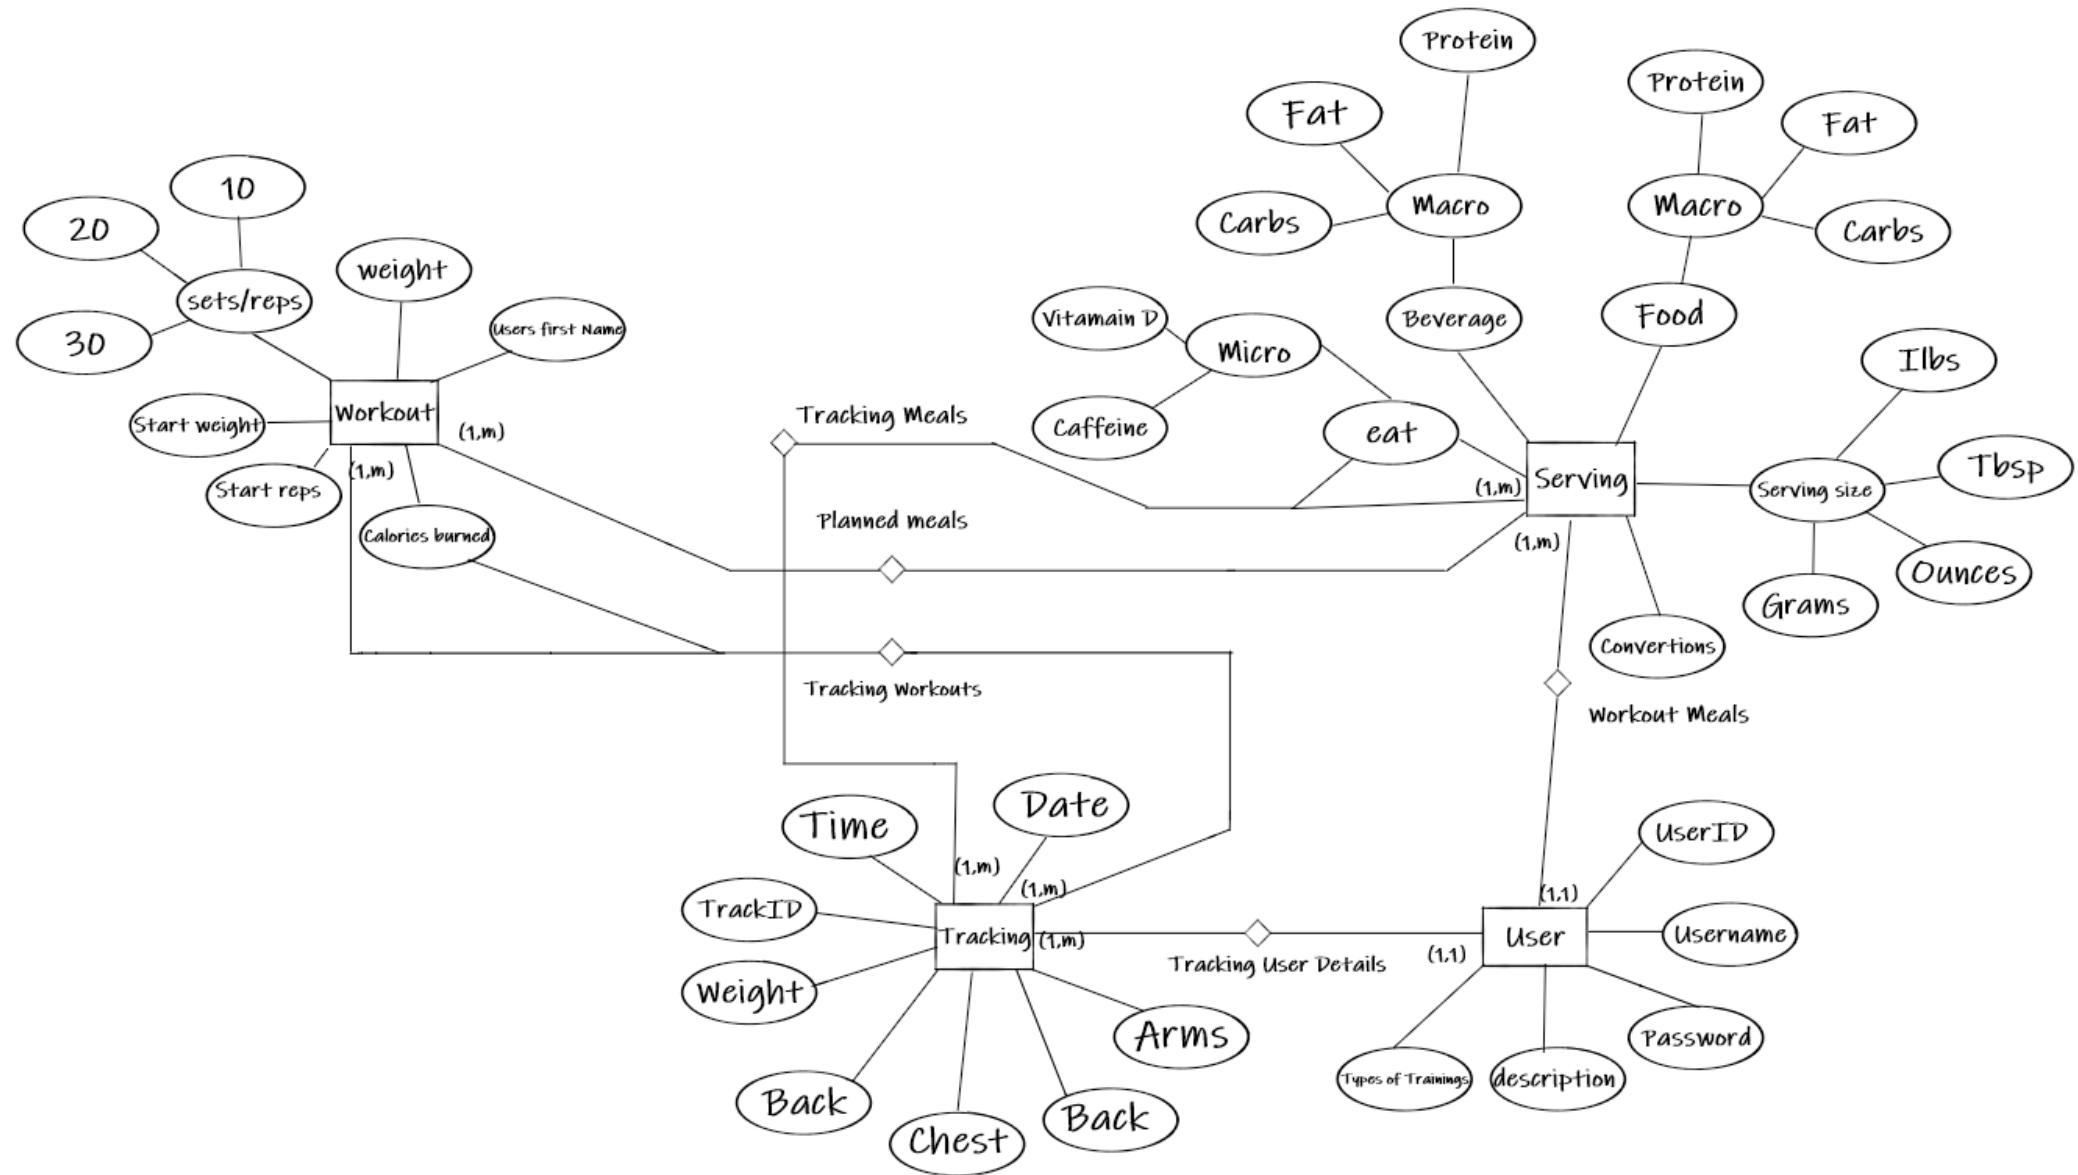 Protein
Protein
Fat
Fat
Macro
Macro
Carbs
Carbs
10
20
weight
sets/reps
Users first Name
30
Vitamain D
Micro
Beverage
Food
Ilbs
Workout
Start weight
(1,m)
(1,m)
Start reps
Calories burned
Tracking Meals
Caffeine
eat
(1,m)
Serving
Serving size
Tbsp
Planned meals
(1,m)
Ounces
Grams
Convertions
Tracking Workouts
Workout Meals
Time
Date
UserID
(1,m)
(1,m)
(1,1)
TrackID
Tracking
(1,m)
User
Username
Tracking User Details
(1,1)
Weight
Arms
Password
Types of Trainings
description
Back
Chest
Back